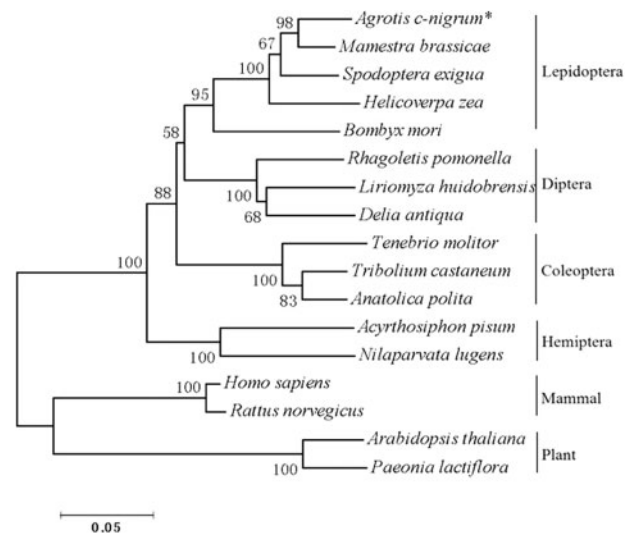 98 Agrotis c-nigrum*
67 Mamestra brassicae
100 Spodoptera exigua Lepidoptera
95 Helicoverpa zea
58 Bombyx mori
Rhagoletis pomonella
88 100 Liriomyza huidobrensis Diptera
68 Delia antiqua
Tenebrio molitor
100 100 Tribolium castaneum Coleoptera
83 Anatolica polita
Acyrthosiphon pisum
Hemiptera
100 Nilaparvata lugens
100 Homo sapiens
Mammal
Rattus norvegicus
Arabidopsis thaliana
Plant
100 Paeonia lactiflora
0.05